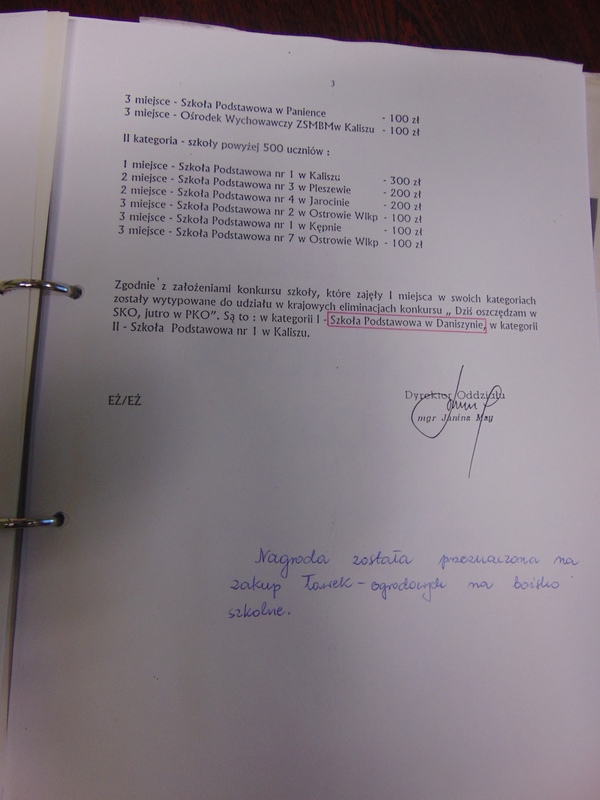 3
3 miejsce - Szkoła Podstawowa w Panience - 100 zł
3 miejsce - Ośrodek Wychowawczy ZSMBMw Kaliszu - 100 zł
II kategoria - szkoły powyżej 500 uczniów :
1 miejsce - Szkoła Podstawowa nr 1 w Kaliszu - 300 zł
2 miejsce - Szkoła Podstawowa nr 3 w Pleszewie - 200 zł
2 miejsce - Szkoła Podstawowa nr 4 w Jarocinie - 200 zł
3 miejsce - Szkoła Podstawowa nr 2 w Ostrowie Wlkp - 100 zł
3 miejsce - Szkoła Podstawowa nr 1 w Kępnie - 100 zł
3 miejsce - Szkoła Podstawowa nr 7 w Ostrowie Wlkp - 100 zł
Zgodnie z założeniami konkursu szkoły, które zajęły I miejsca w swoich kategoriach
zostały wytypowane do udziału w krajowych eliminacjach konkursu „ Dziś oszczędzam w
SKO, jutro w PKO”. Są to : w kategorii I - Szkoła Podstawowa w Daniszynie, w kategorii
II - Szkoła Podstawowa nr 1 w Kaliszu.
EŻ/EŻ
Dyrektor Oddziału
mgr Janina May
Nagroda została przeznaczona na
zakup ławek - ogrodowych na boisko
szkolne.